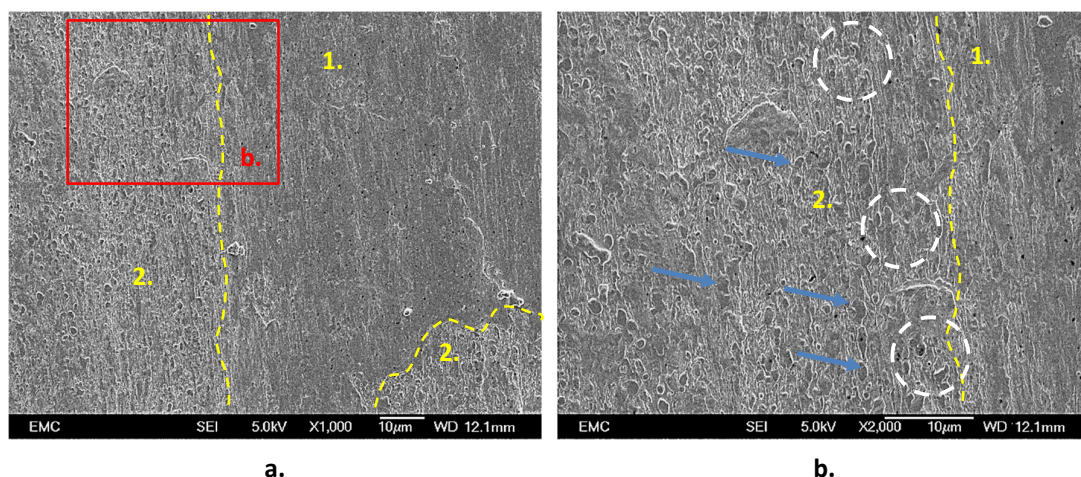 1.
b.
2.
2.
EMC SEI 5.0kV X1,000 10μm WD 12.1mm
a.
1.
2.
EMC SEI 5.0kV X2,000 10μm WD 12.1mm
b.